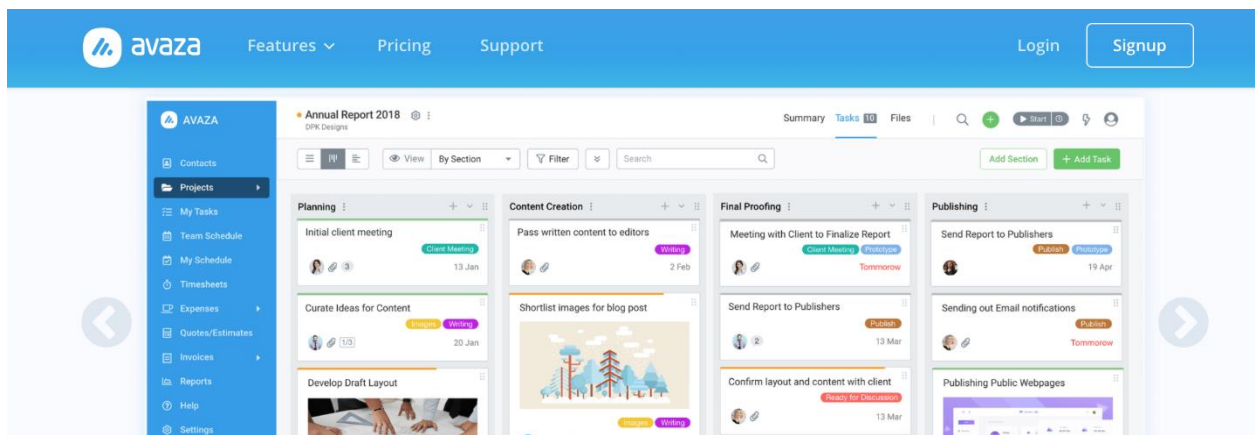 avaza Features Pricing Support Login Signup
AVAZA
Contacts
Projects
My Tasks
Team Schedule
My Schedule
Timesheets
Expenses
Quotes/Estimates
Invoices
Reports
Help
Settings
Annual Report 2018
DPK Designs
Summary Tasks 10 Files Start
View By Section Filter Search Add Section + Add Task
Planning
Initial client meeting
Client Meeting
3 13 Jan
Curate Ideas for Content
Images Writing
1/3 20 Jan
Develop Draft Layout
Content Creation
Pass written content to editors
Writing
2 Feb
Shortlist images for blog post
Images Writing
Final Proofing
Meeting with Client to Finalize Report
Client Meeting Prototype
Tommorow
Send Report to Publishers
Publish
2 13 Mar
Confirm layout and content with client
Ready for Discussion
13 Mar
Publishing
Send Report to Publishers
Publish Prototype
19 Apr
Sending out Email notifications
Publish
Tommorow
Publishing Public Webpages